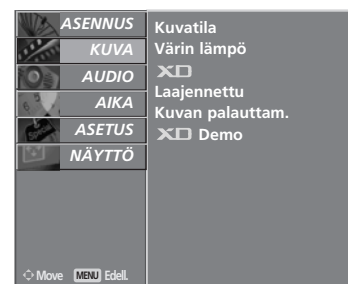 ASENNUS
KUVA
AUDIO
AIKA
ASETUS
NÄYTTÖ
Kuvatila
Värin lämpö
XD
Laajennettu
Kuvan palauttam.
XD Demo
Move MENU Edell.